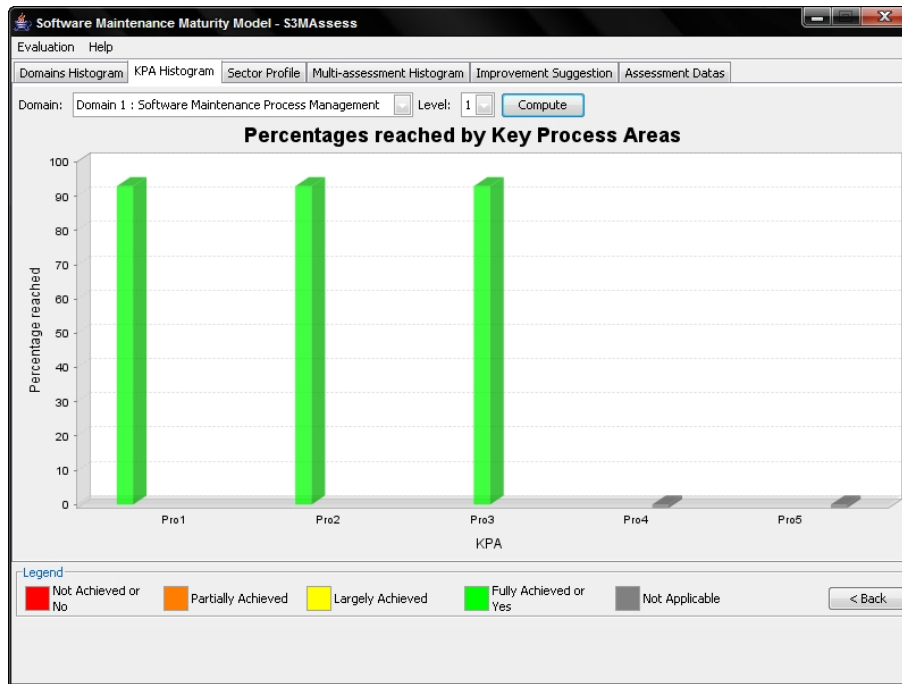 Software Maintenance Maturity Model - S3MAssess
Evaluation Help
Domains Histogram KPA Histogram Sector Profile Multi-assessment Histogram Improvement Suggestion Assessment Datas
Domain: Domain 1 : Software Maintenance Process Management Level: 1 Compute
Percentages reached by Key Process Areas
100
90
80
70
60
50
40
30
20
10
0
Percentage reached
Pro1 Pro2 Pro3 Pro4 Pro5
KPA
Legend
Not Achieved or
No
Partially Achieved
Largely Achieved
Fully Achieved or
Yes
Not Applicable
< Back